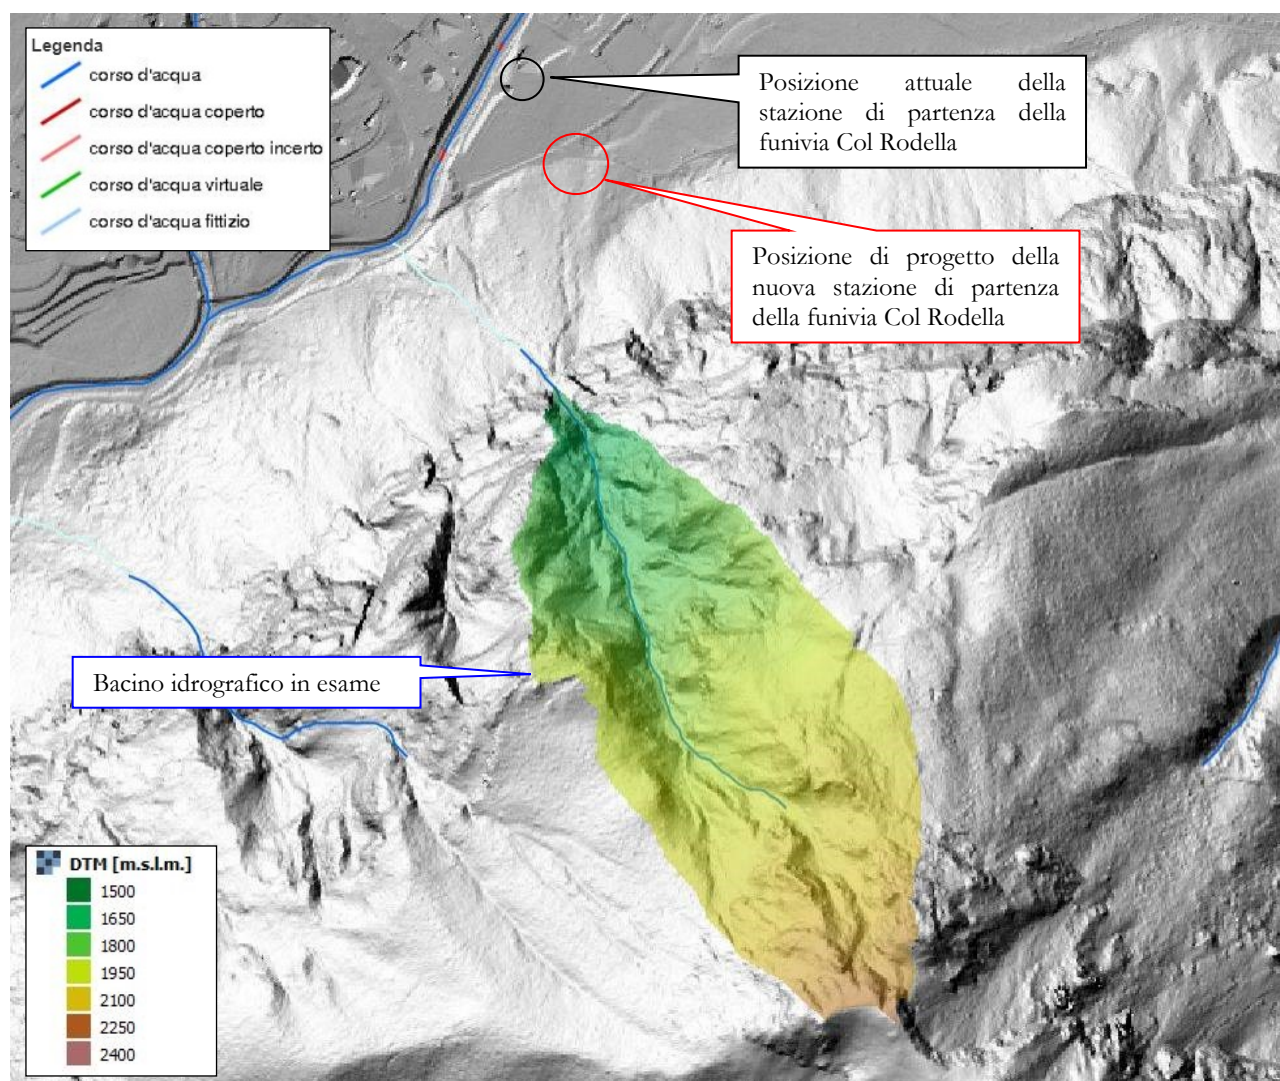 Legenda
corso d'acqua
corso d'acqua coperto
corso d'acqua coperto incerto
corso d'acqua virtuale
corso d'acqua fittizio
Posizione attuale della
stazione di partenza della
funivia Col Rodella
Posizione di progetto della
nuova stazione di partenza
della funivia Col Rodella
Bacino idrografico in esame
DTM [m.s.l.m.]
1500
1650
1800
1950
2100
2250
2400